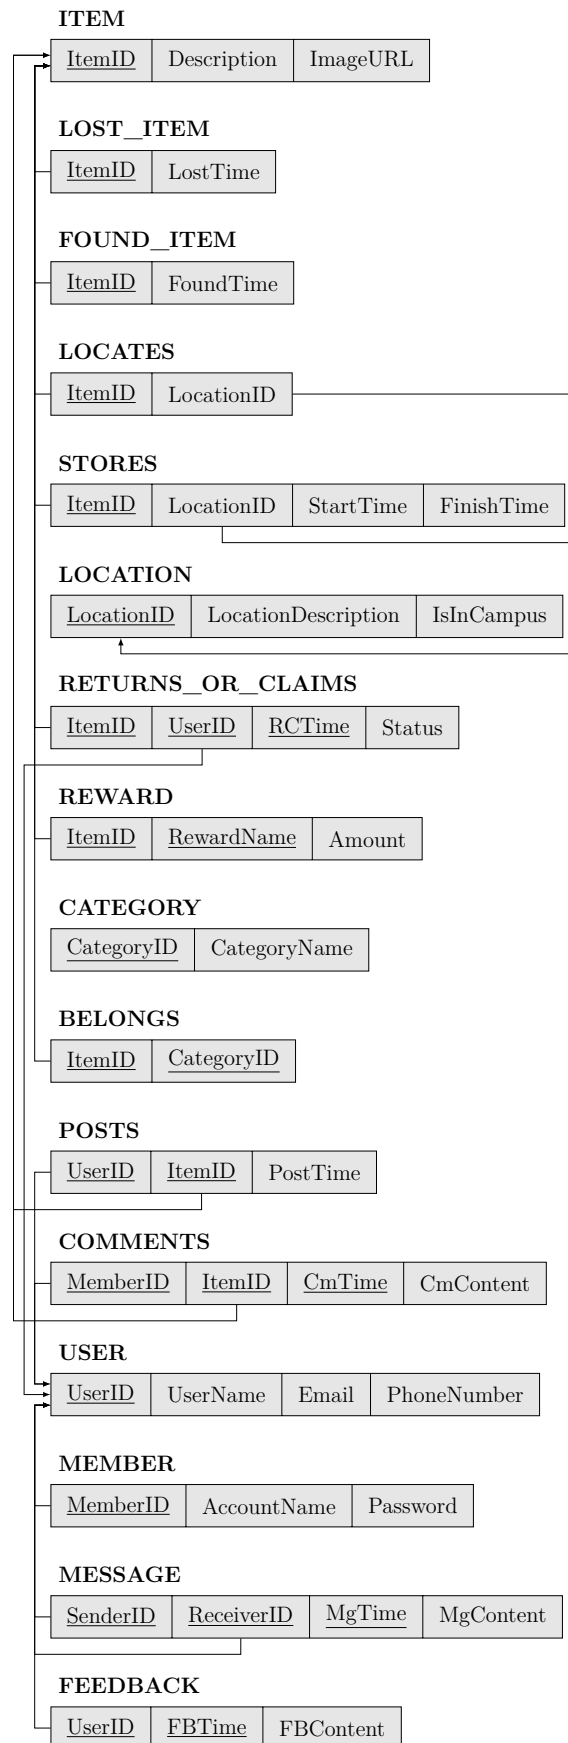 ITEM
ItemID Description ImageURL
LOST_ITEM
ItemID LostTime
FOUND_ITEM
ItemID FoundTime
LOCATES
ItemID LocationID
STORES
ItemID LocationID StartTime FinishTime
LOCATION
LocationID LocationDescription IsInCampus
RETURNS_OR_CLAIMS
ItemID UserID RCTime Status
REWARD
ItemID RewardName Amount
CATEGORY
CategoryID CategoryName
BELONGS
ItemID CategoryID
POSTS
UserID ItemID PostTime
COMMENTS
MemberID ItemID CmTime CmContent
USER
UserID UserName Email PhoneNumber
MEMBER
MemberID AccountName Password
MESSAGE
SenderID ReceiverID MgTime MgContent
FEEDBACK
UserID FBTime FBContent